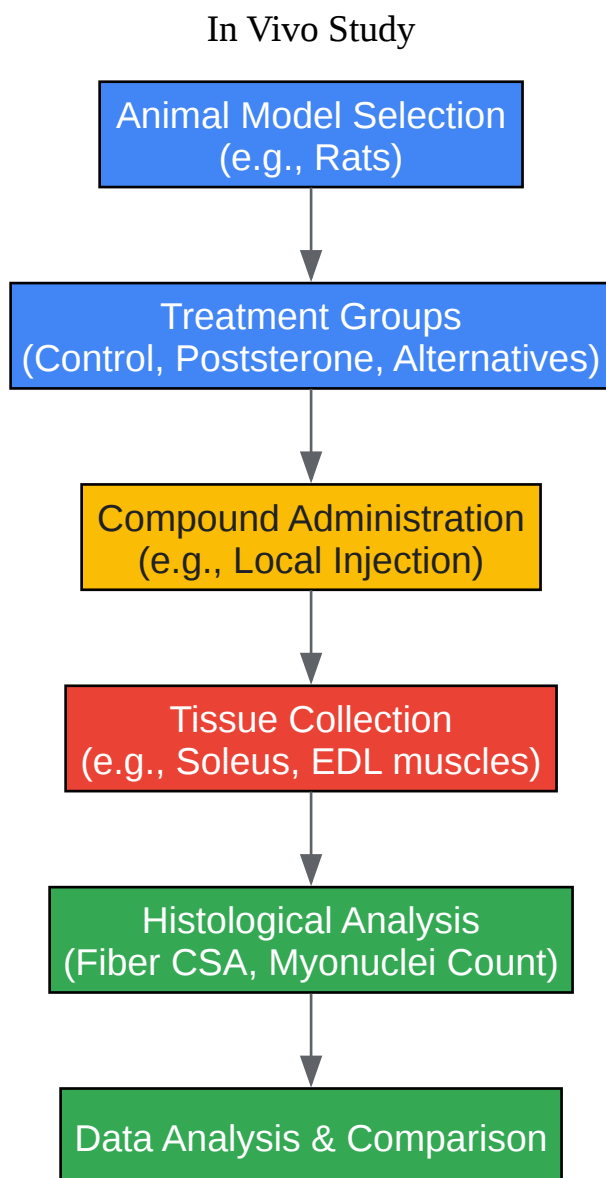 In Vivo Study
Animal Model Selection
(e.g., Rats)
Treatment Groups
(Control, Poststerone, Alternatives)
Compound Administration
(e.g., Local Injection)
Tissue Collection
(e.g., Soleus, EDL muscles)
Histological Analysis
(Fiber CSA, Myonuclei Count)
Data Analysis & Comparison